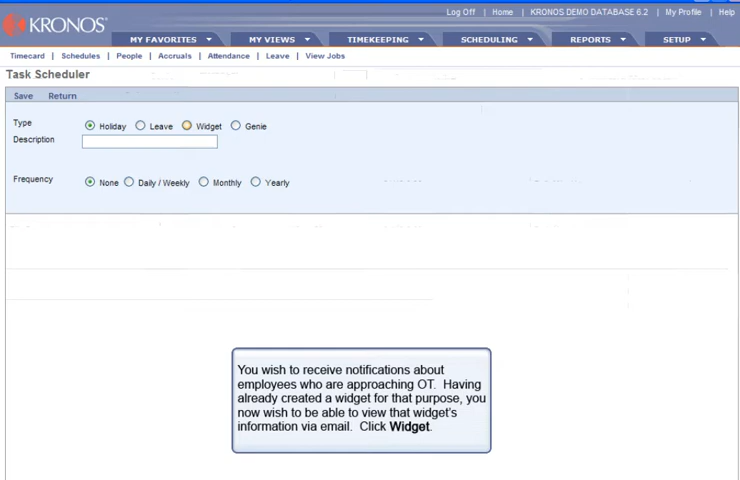 Log Off | Home | KRONOS DEMO DATABASE 6.2 | My Profile | Help
KRONOS®
MY FAVORITES MY VIEWS TIMEKEEPING SCHEDULING REPORTS SETUP
Timecard | Schedules | People | Accruals | Attendance | Leave | View Jobs
Task Scheduler
Save Return
Type Holiday Leave Widget Genie
Description
Frequency None Daily / Weekly Monthly Yearly
You wish to receive notifications about
employees who are approaching OT. Having
already created a widget for that purpose, you
now wish to be able to view that widget's
information via email. Click Widget.